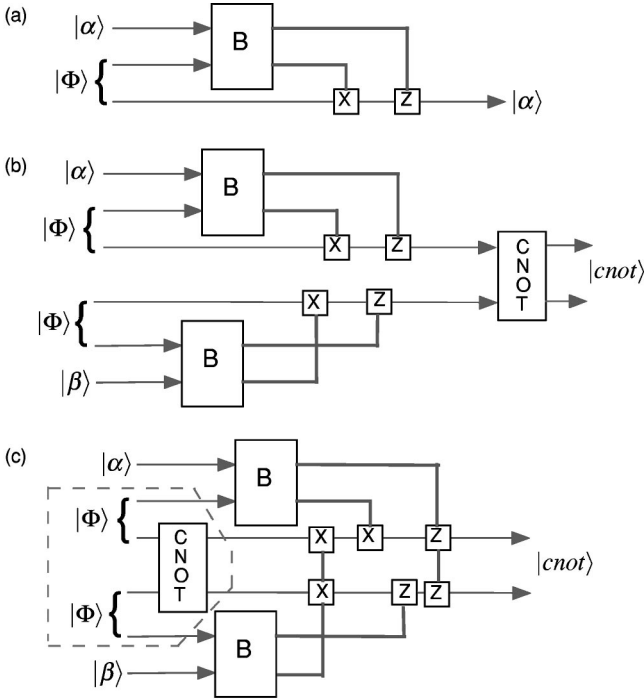 (a)
|α⟩
B
|Φ⟩ {
X
Z
|α⟩
(b)
|α⟩
B
|Φ⟩ {
X
Z
CNOT
|cnot⟩
X
Z
|Φ⟩ {
B
|β⟩
(c)
|α⟩
B
|Φ⟩ {
CNOT
X
X
Z
|cnot⟩
X
Z
Z
|Φ⟩ {
B
|β⟩